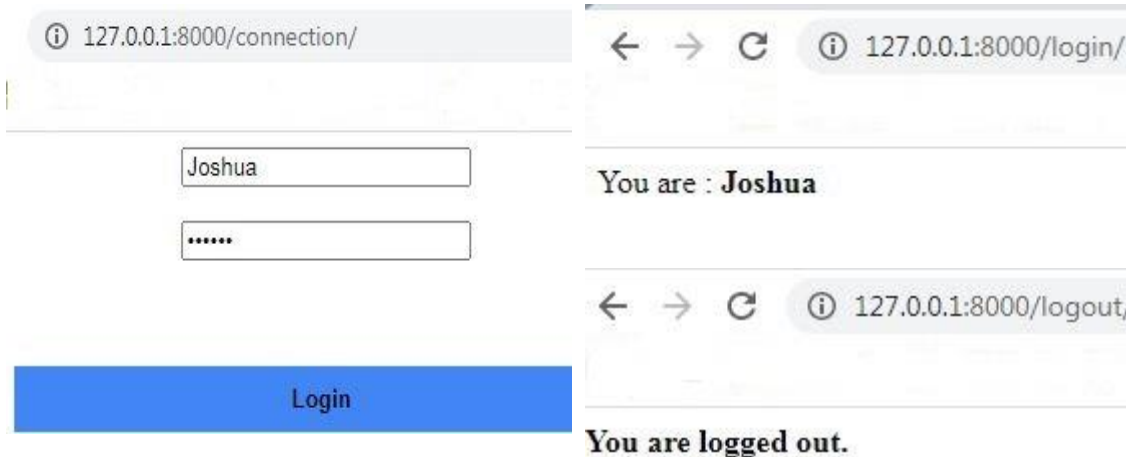 127.0.0.1:8000/connection/
Joshua
••••••
Login
127.0.0.1:8000/login/
You are : Joshua
127.0.0.1:8000/logout/
You are logged out.